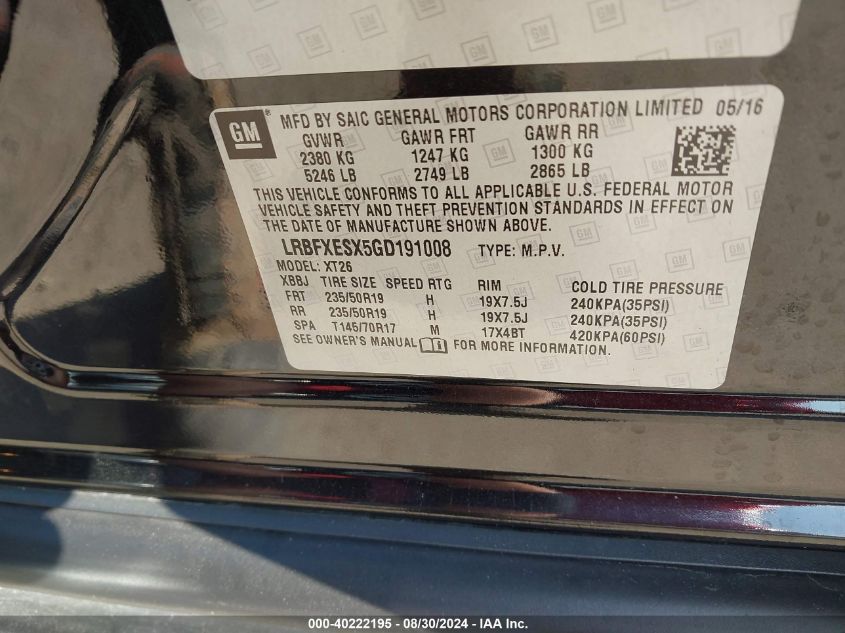 GM
MFD BY SAIC GENERAL MOTORS CORPORATION LIMITED 05/16
GVWR GAWR FRT GAWR RR
2380 KG 1247 KG 1300 KG
5246 LB 2749 LB 2865 LB
THIS VEHICLE CONFORMS TO ALL APPLICABLE U.S. FEDERAL MOTOR
VEHICLE SAFETY AND THEFT PREVENTION STANDARDS IN EFFECT ON
THE DATE OF MANUFACTURE SHOWN ABOVE.
LRBFXESX5GD191008 TYPE: M.P.V.
MODEL: XT26
XBBJ TIRE SIZE SPEED RTG RIM COLD TIRE PRESSURE
FRT 235/50R19 H 19X7.5J 240KPA(35PSI)
RR 235/50R19 H 19X7.5J 240KPA(35PSI)
SPA T145/70R17 M 17X4BT 420KPA(60PSI)
SEE OWNER'S MANUAL FOR MORE INFORMATION.
000-40222195 - 08/30/2024 - IAA Inc.